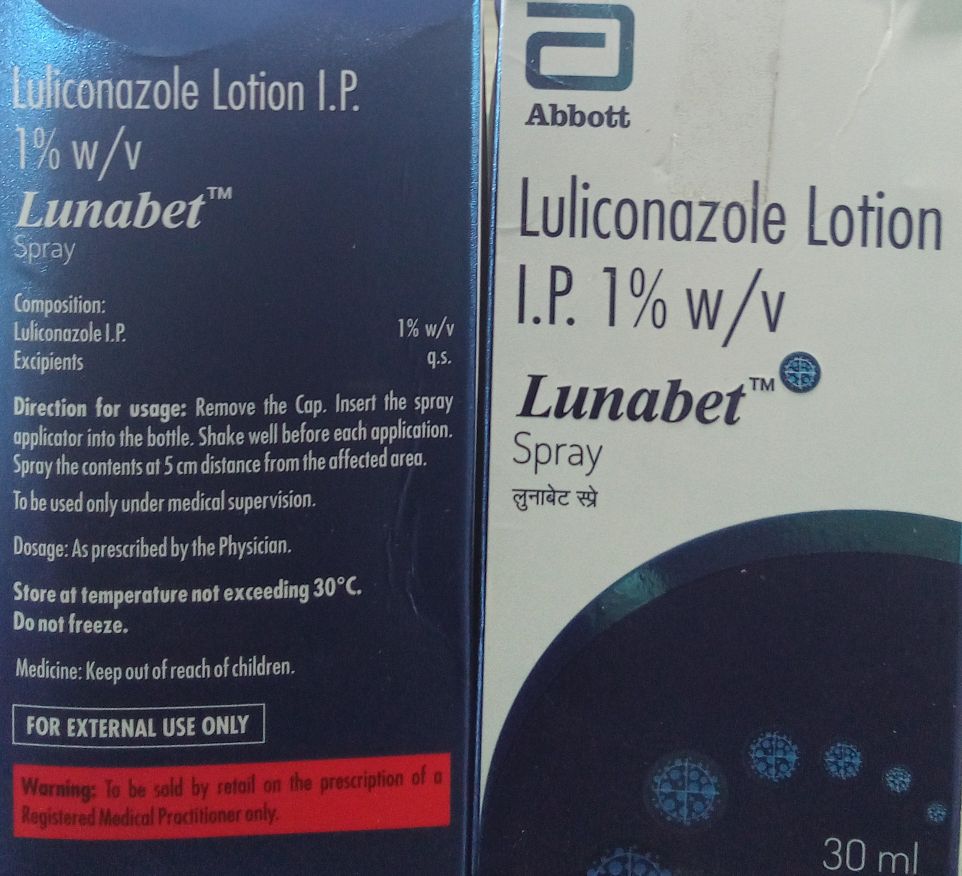 Luliconazole Lotion I.P.
1% w/v
Lunabet™
Spray
Composition:
Luliconazole I.P. 1% w/v
Excipients q.s.
Direction for usage: Remove the Cap. Insert the spray
applicator into the bottle. Shake well before each application.
Spray the contents at 5 cm distance from the affected area.
To be used only under medical supervision.
Dosage: As prescribed by the Physician.
Store at temperature not exceeding 30°C.
Do not freeze.
Medicine: Keep out of reach of children.
FOR EXTERNAL USE ONLY
Warning: To be sold by retail on the prescription of a
Registered Medical Practitioner only.
Abbott
Luliconazole Lotion
I.P. 1% w/v
Lunabet™
Spray
लुनाबेट स्प्रे
30 ml